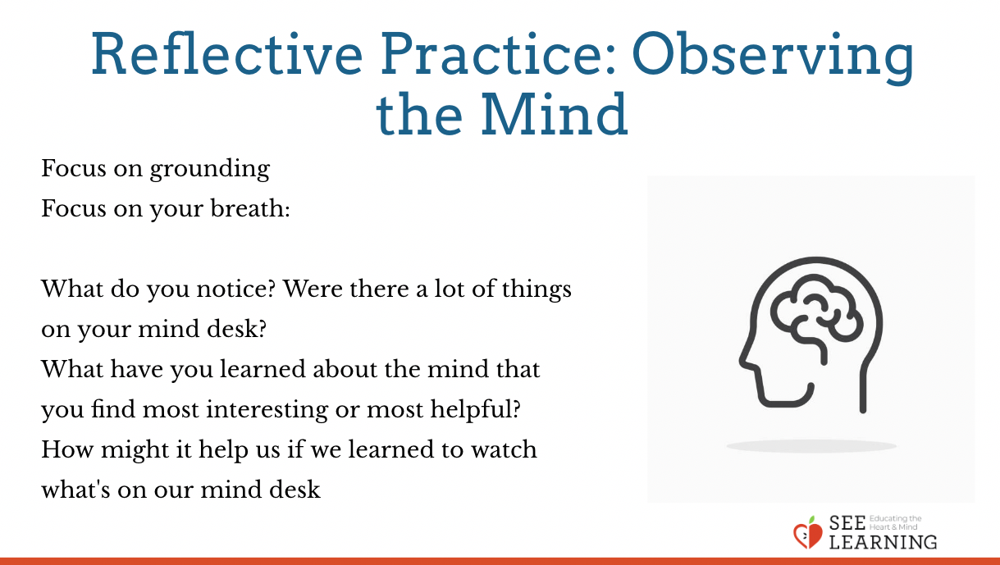 Reflective Practice: Observing
the Mind
Focus on grounding
Focus on your breath:
What do you notice? Were there a lot of things
on your mind desk?
What have you learned about the mind that
you find most interesting or most helpful?
How might it help us if we learned to watch
what's on our mind desk
SEE Educating the
Heart & Mind
LEARNING